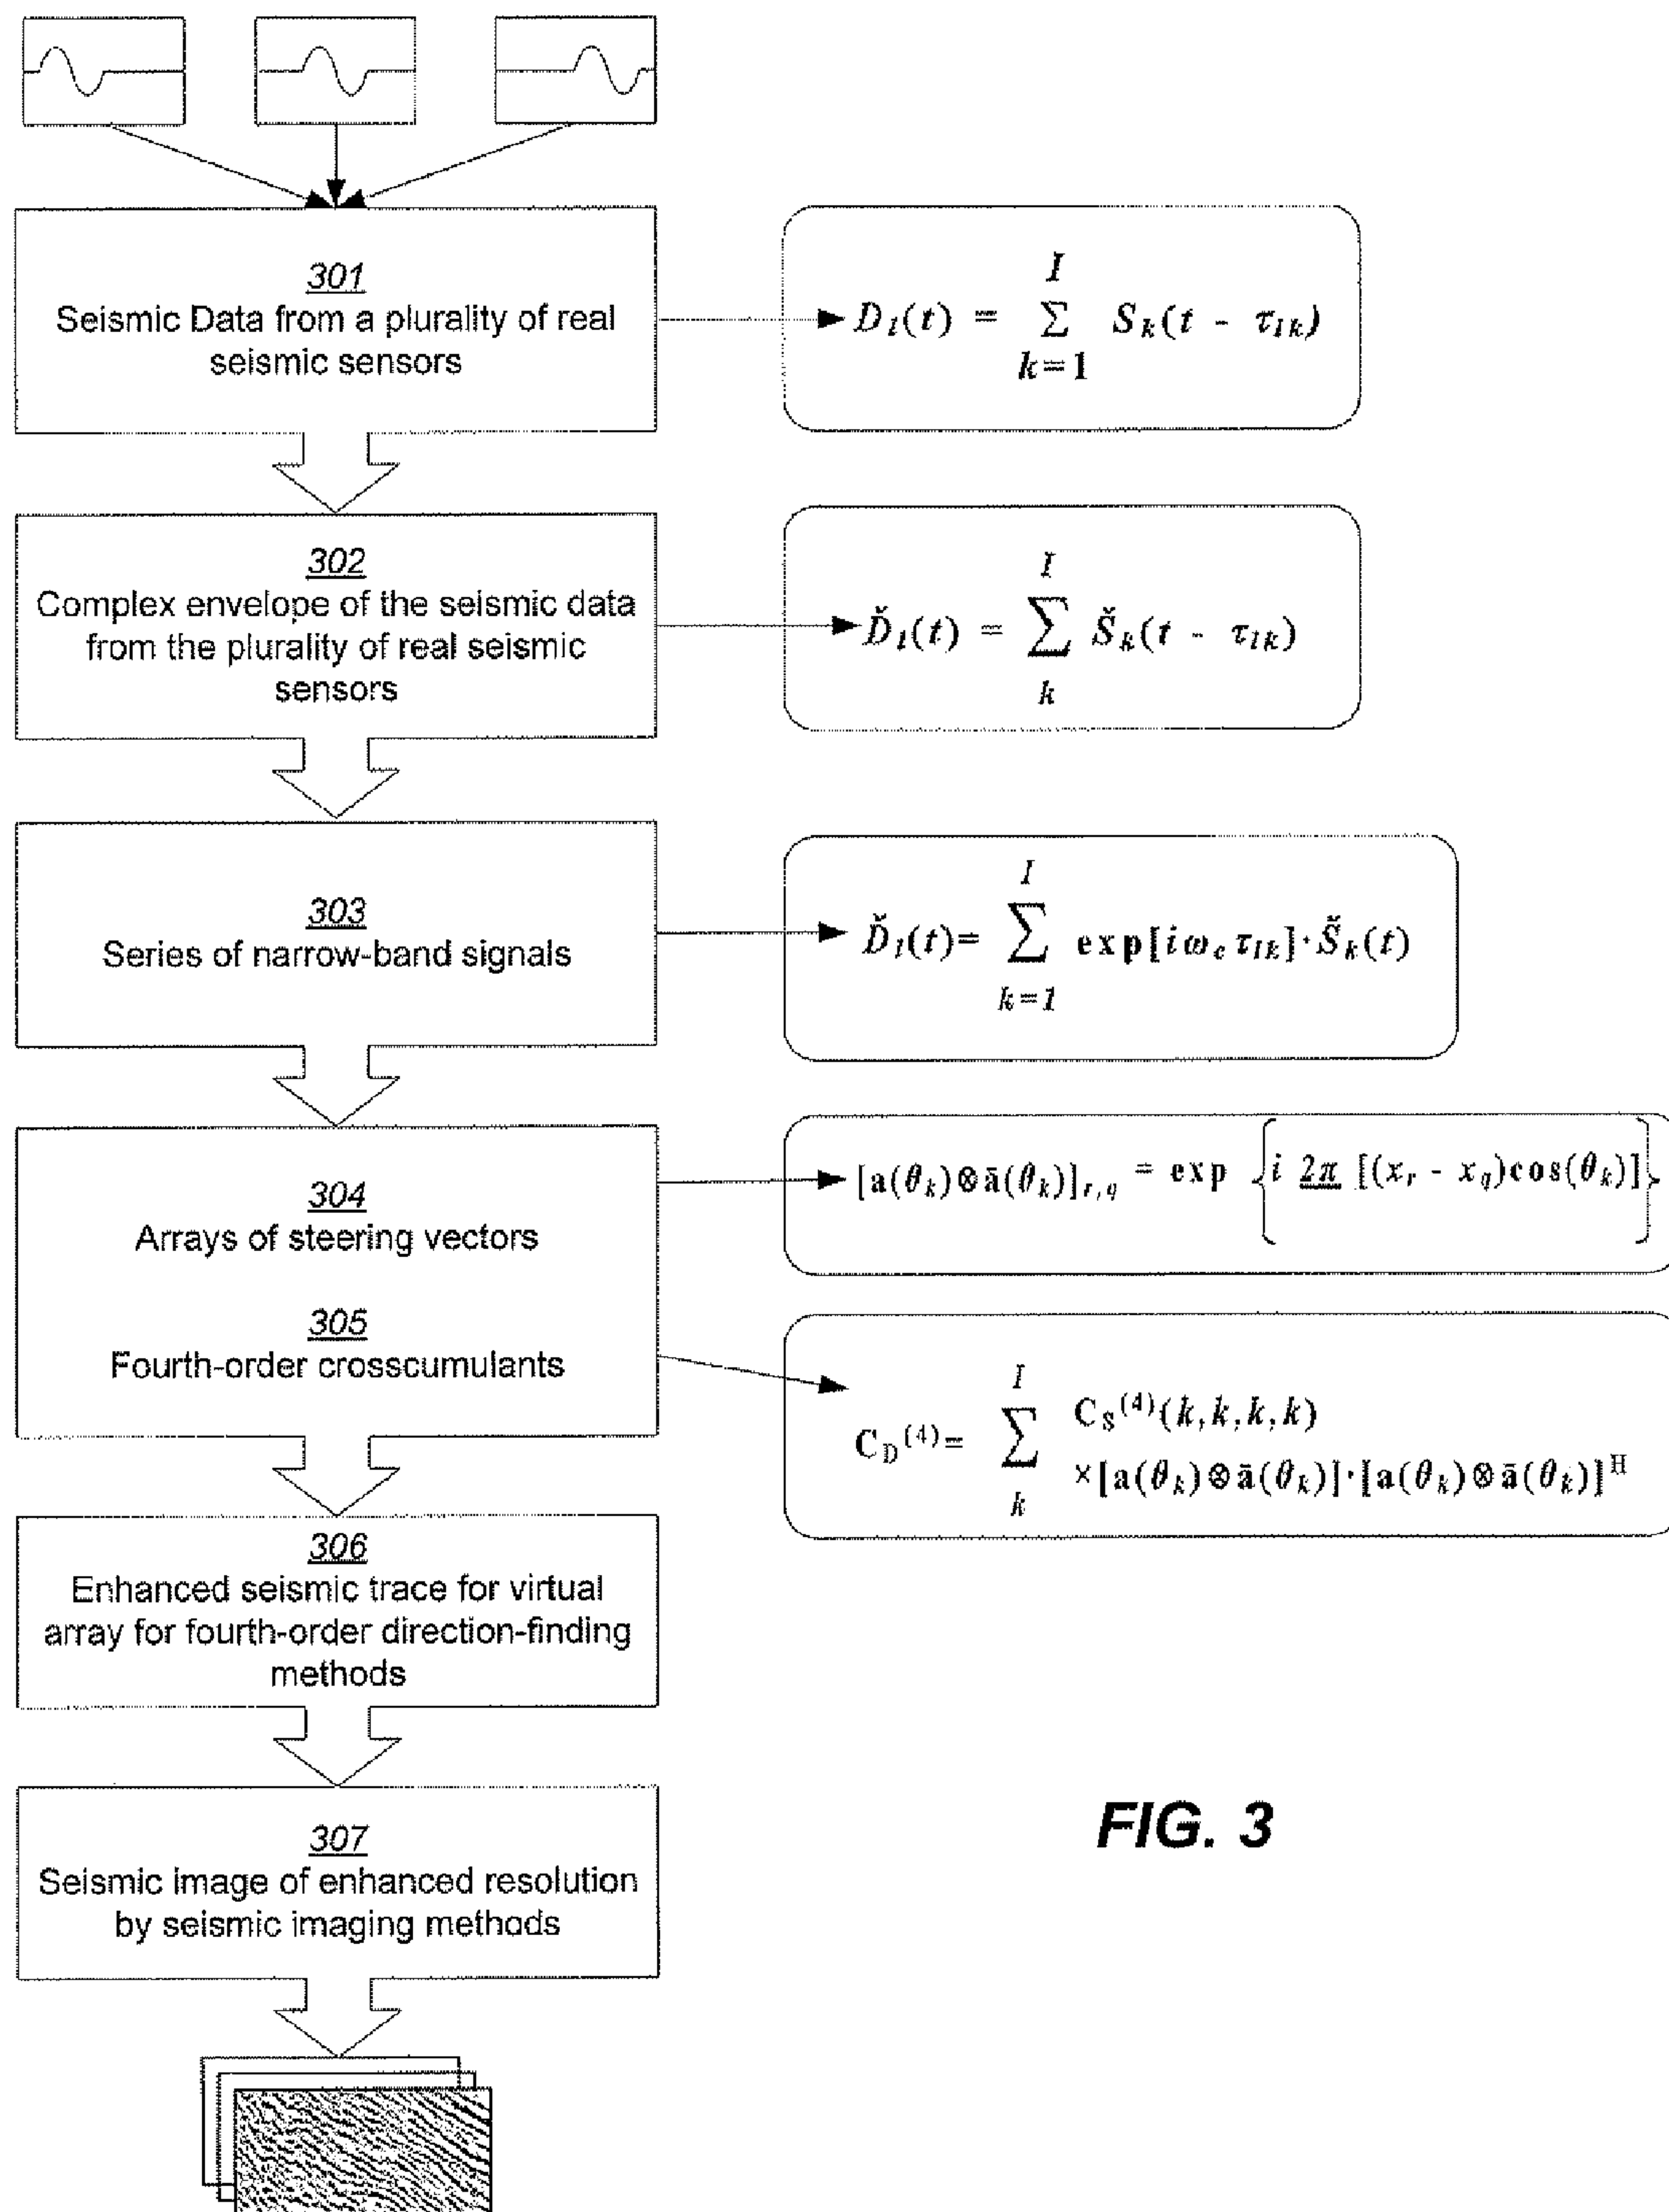 301
Seismic Data from a plurality of real
seismic sensors
I
D_l(t) = Σ S_k(t - τ_lk)
k=1
302
Complex envelope of the seismic data
from the plurality of real seismic
sensors
I
Ď_l(t) = Σ Š_k(t - τ_lk)
k
303
Series of narrow-band signals
I
Ď_l(t)= Σ exp[iω_c τ_lk]·Š_k(t)
k=1
304
Arrays of steering vectors
[a(θ_k)⊗ā(θ_k)]_r,q = exp {i 2π [(x_r - x_q)cos(θ_k)]}
305
Fourth-order crosscumulants
I
C_D^(4)= Σ C_S^(4)(k,k,k,k)
×[a(θ_k)⊗ā(θ_k)]·[a(θ_k)⊗ā(θ_k)]^H
k
306
Enhanced seismic trace for virtual
array for fourth-order direction-finding
methods
307
Seismic image of enhanced resolution
by seismic imaging methods
FIG. 3